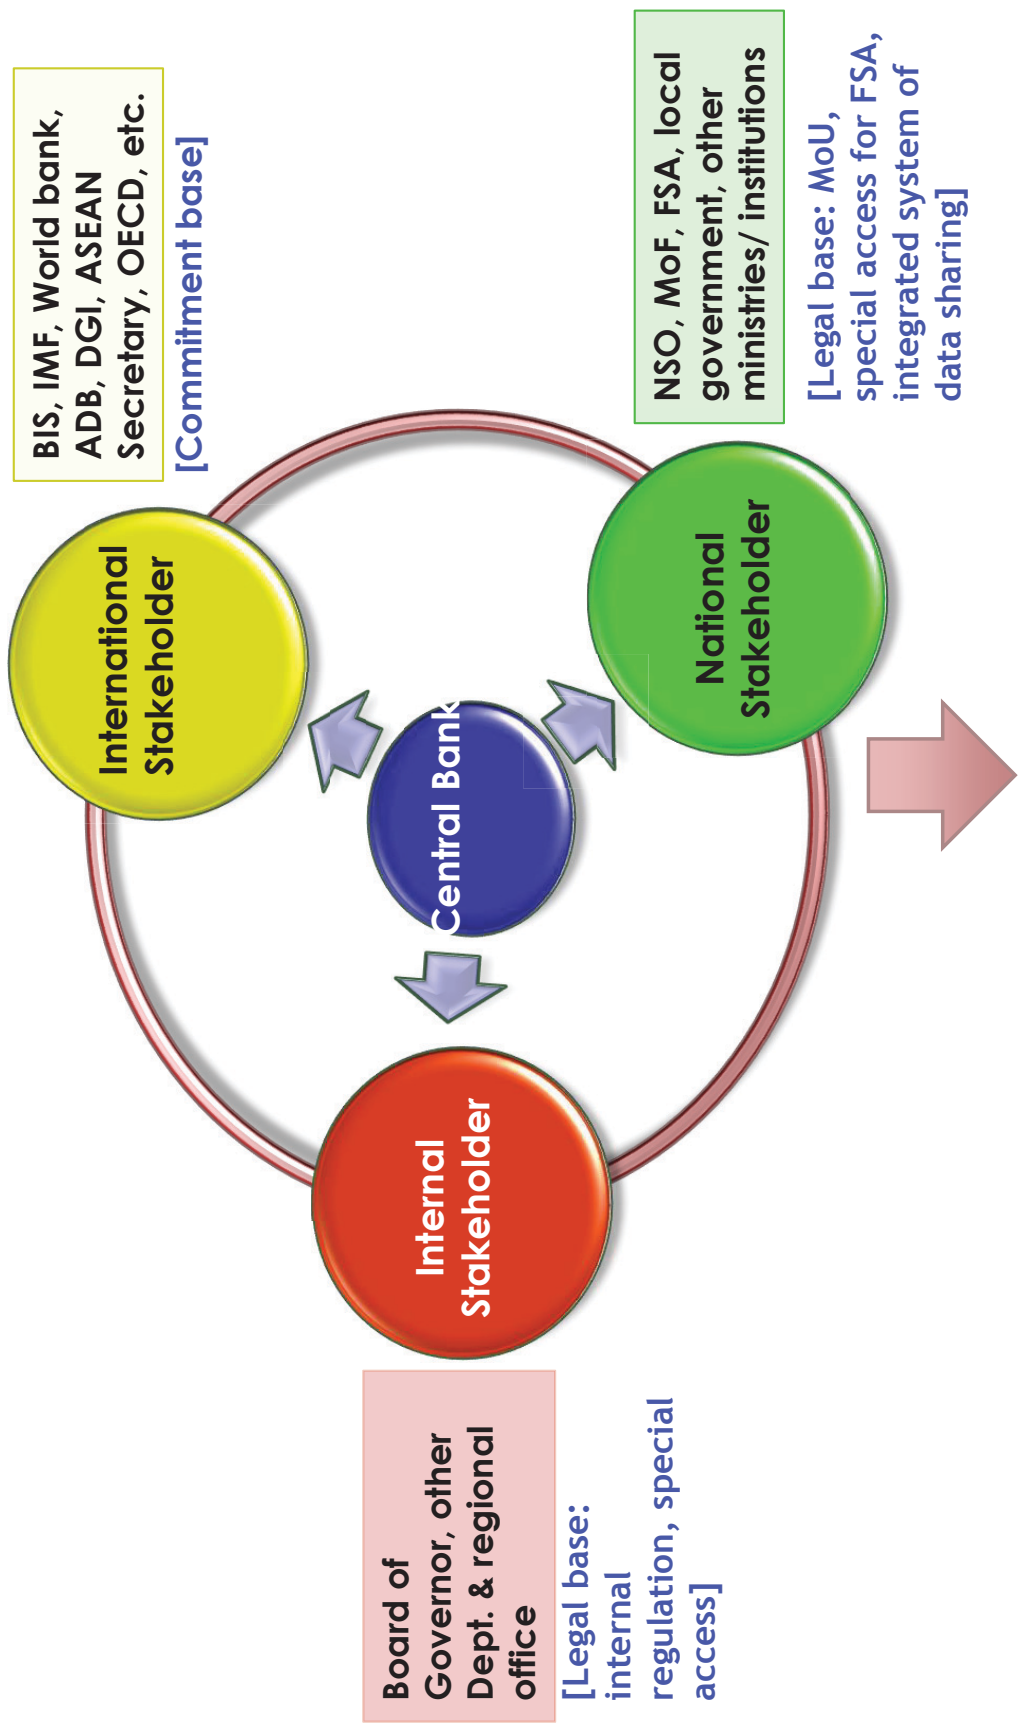 BIS, IMF, World bank,
ADB, DGI, ASEAN
Secretary, OECD, etc.
[Commitment base]
International
Stakeholder
Central Bank
Internal
Stakeholder
Board of
Governor, other
Dept. & regional
office
[Legal base:
internal
regulation, special
access]
National
Stakeholder
NSO, MoF, FSA, local
government, other
ministries/ institutions
[Legal base: MoU,
special access for FSA,
integrated system of
data sharing]